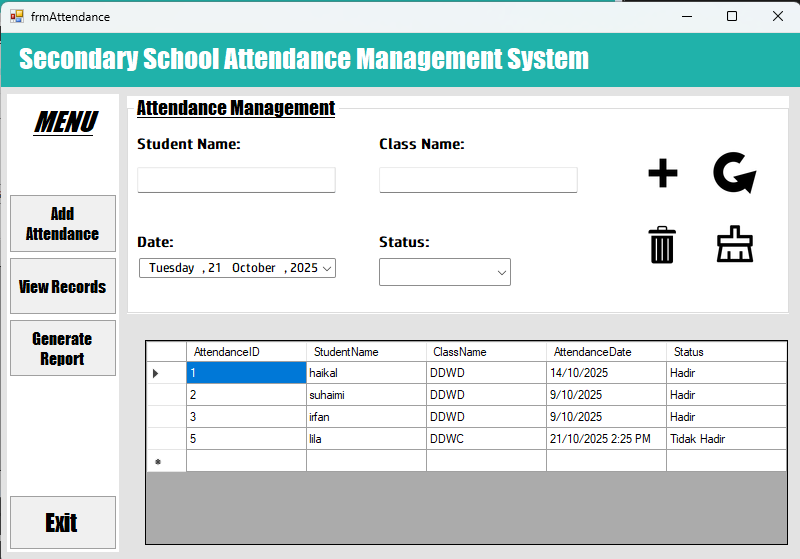 frmAttendance
Secondary School Attendance Management System
MENU
Add
Attendance
View Records
Generate
Report
Exit
Attendance Management
Student Name:
Class Name:
Date:
Status:
Tuesday , 21 October , 2025
AttendanceID StudentName ClassName AttendanceDate Status
1 haikal DDWD 14/10/2025 Hadir
2 suhaimi DDWD 9/10/2025 Hadir
3 irfan DDWD 9/10/2025 Hadir
5 lila DDWC 21/10/2025 2:25 PM Tidak Hadir